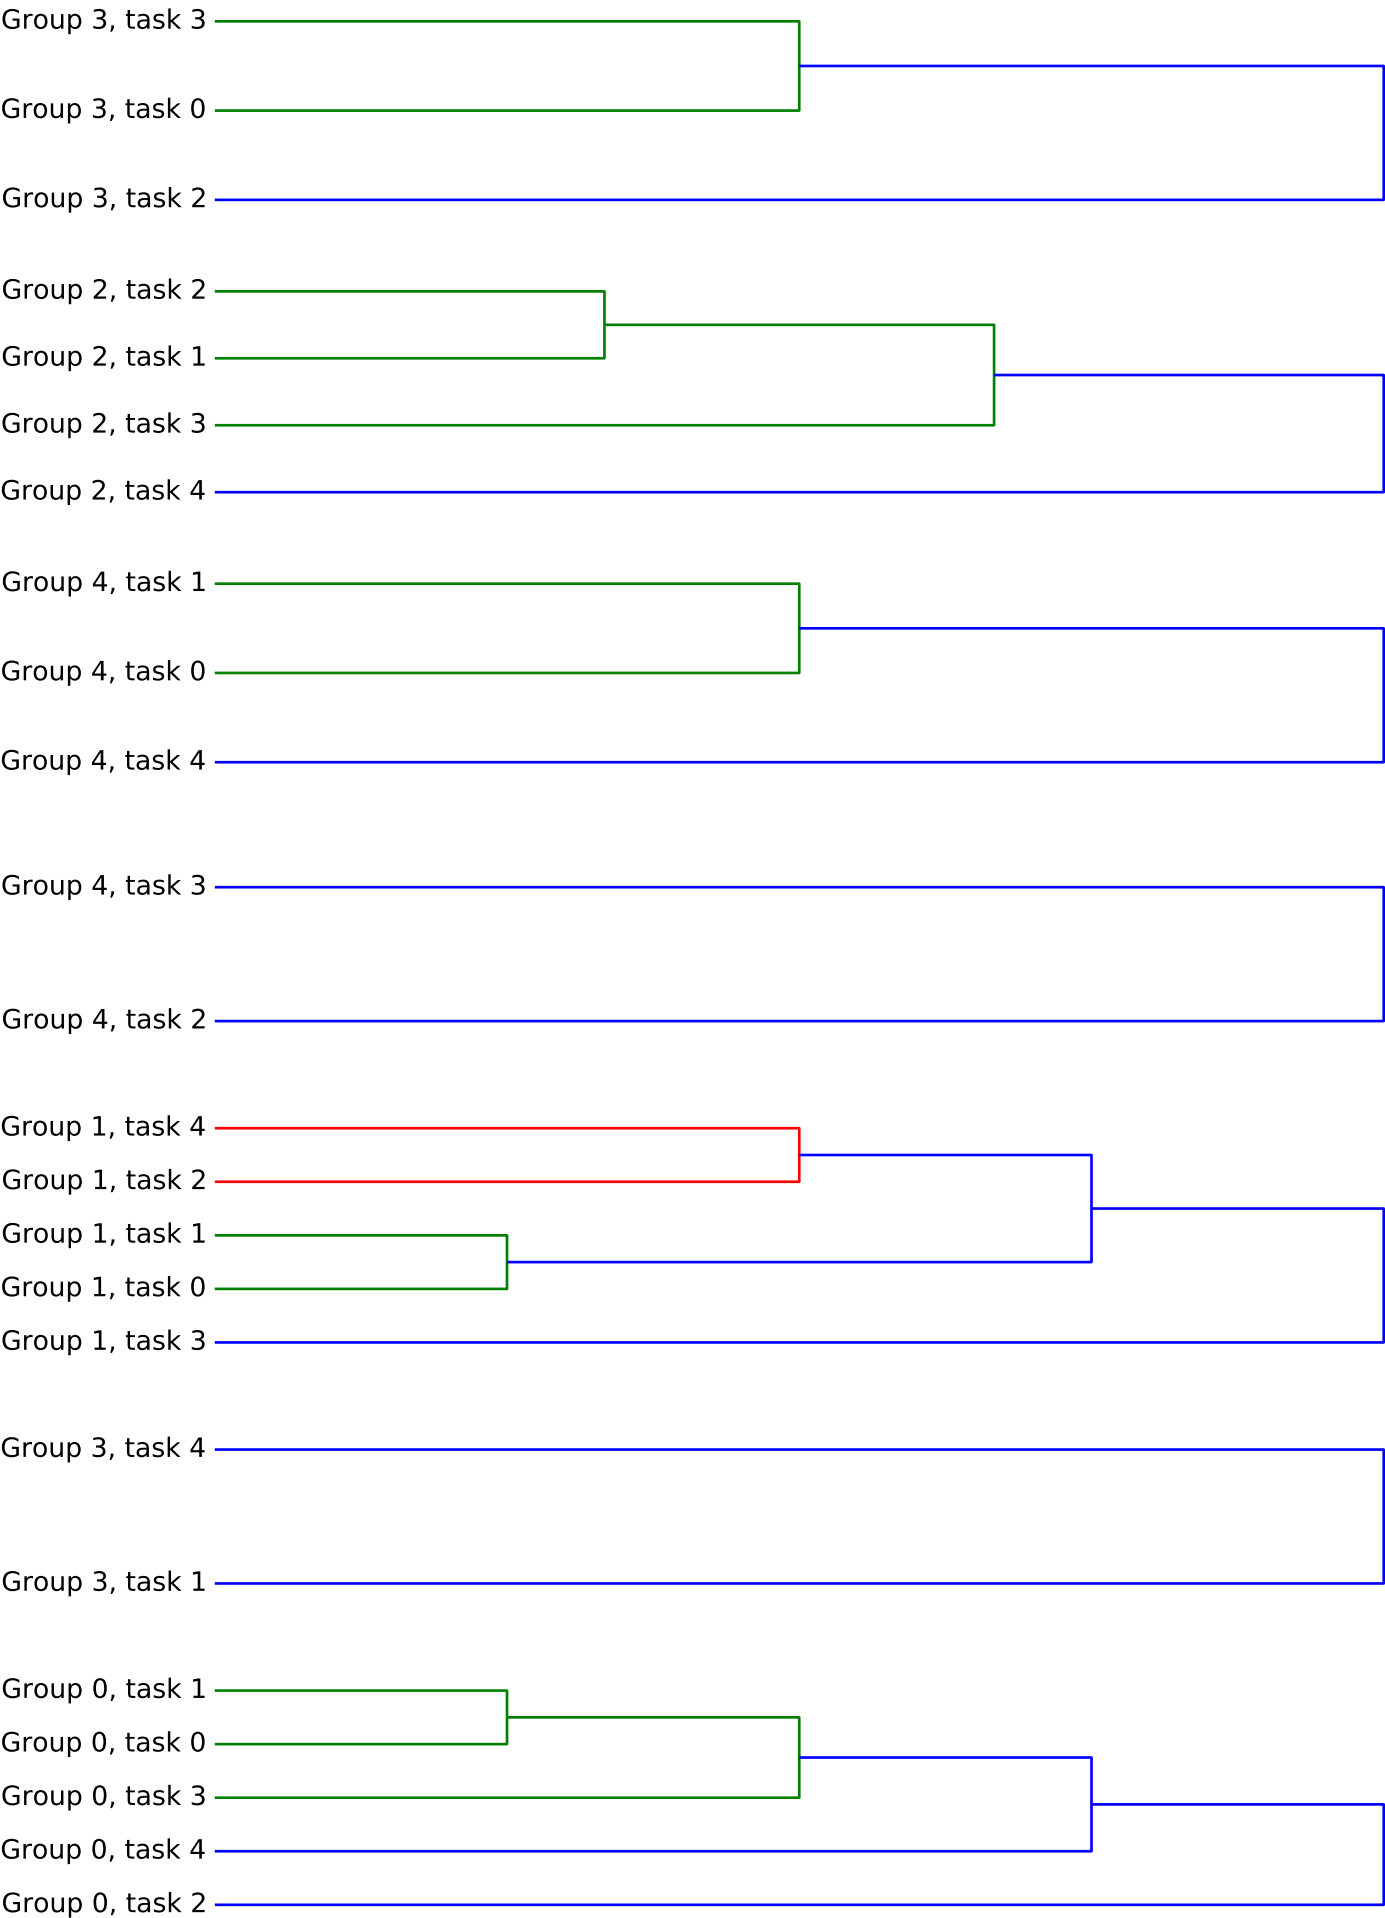 Group 3, task 3
Group 3, task 0
Group 3, task 2
Group 2, task 2
Group 2, task 1
Group 2, task 3
Group 2, task 4
Group 4, task 1
Group 4, task 0
Group 4, task 4
Group 4, task 3
Group 4, task 2
Group 1, task 4
Group 1, task 2
Group 1, task 1
Group 1, task 0
Group 1, task 3
Group 3, task 4
Group 3, task 1
Group 0, task 1
Group 0, task 0
Group 0, task 3
Group 0, task 4
Group 0, task 2